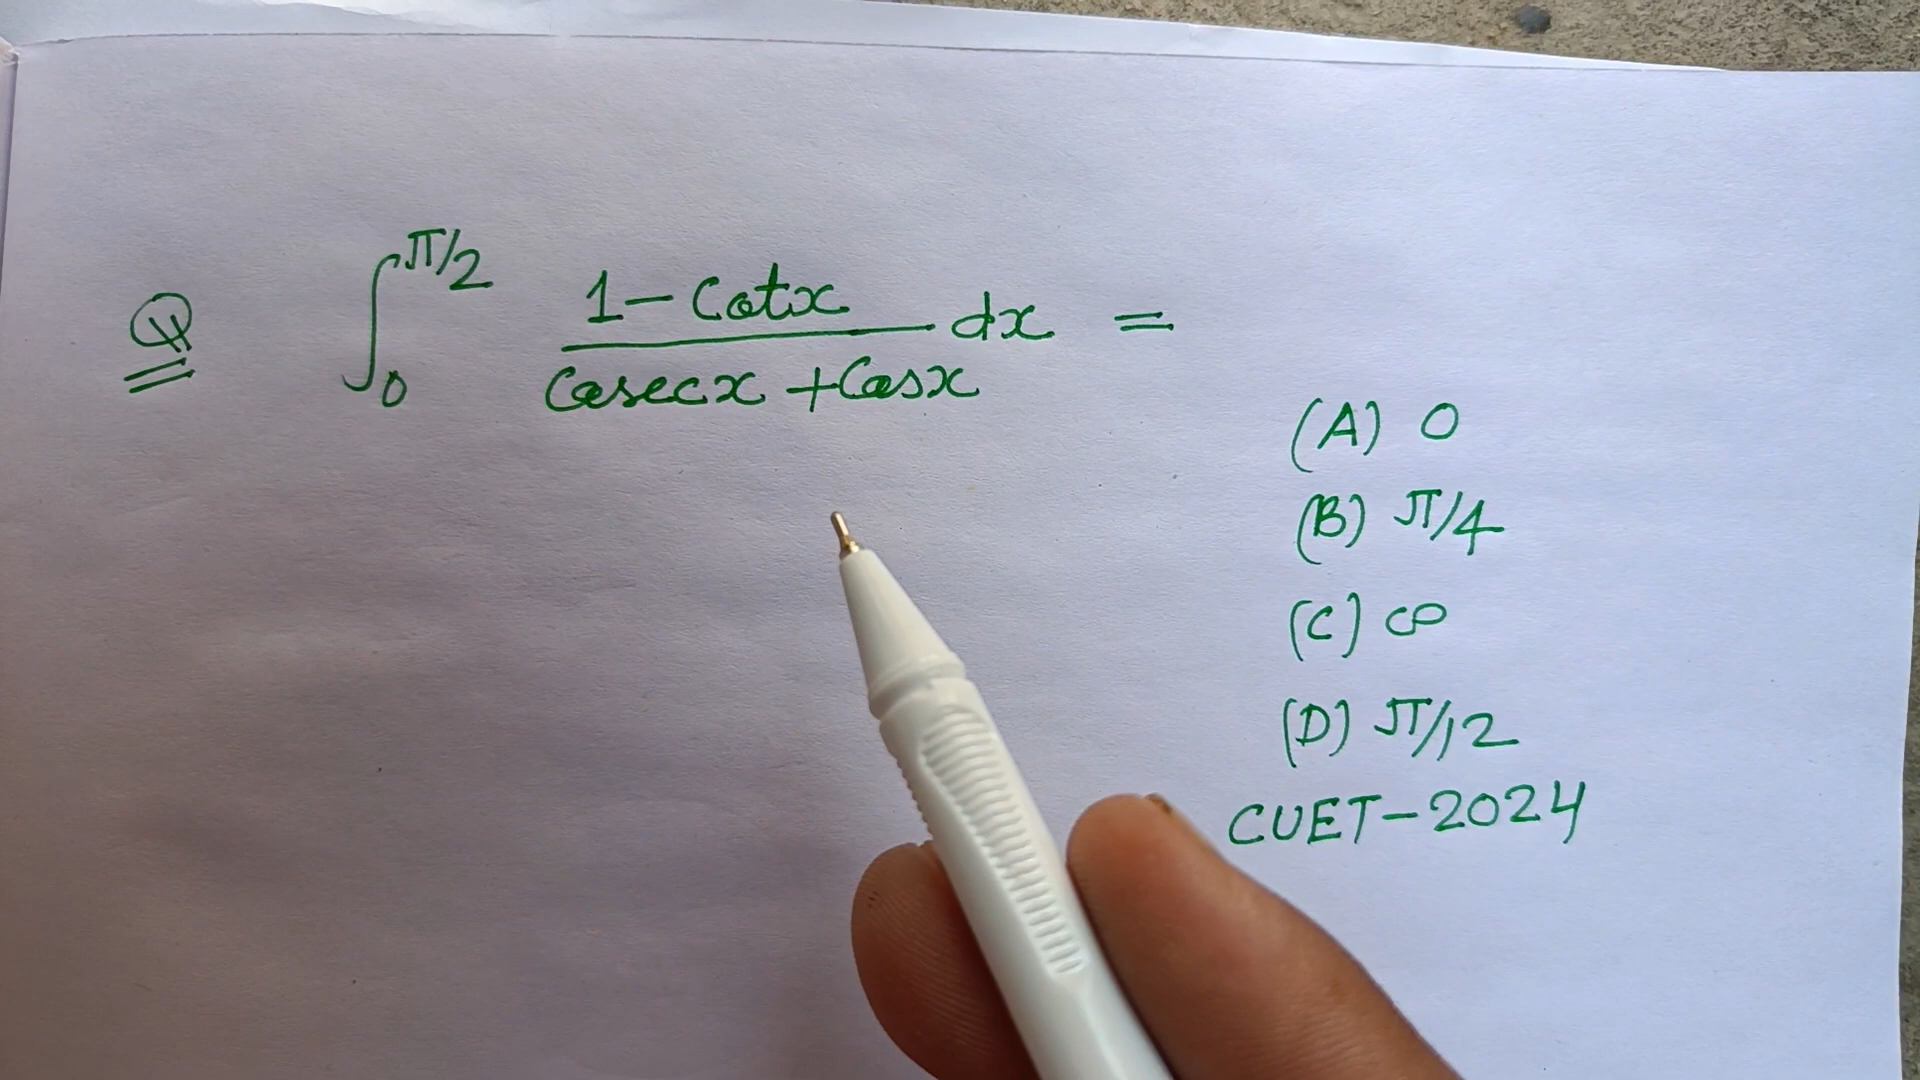 Q ∫₀^π/2 (1-Cotx)/(Cosecx+Cosx) dx =
(A) 0
(B) π/4
(C) ∞
(D) π/12
CUET-2024